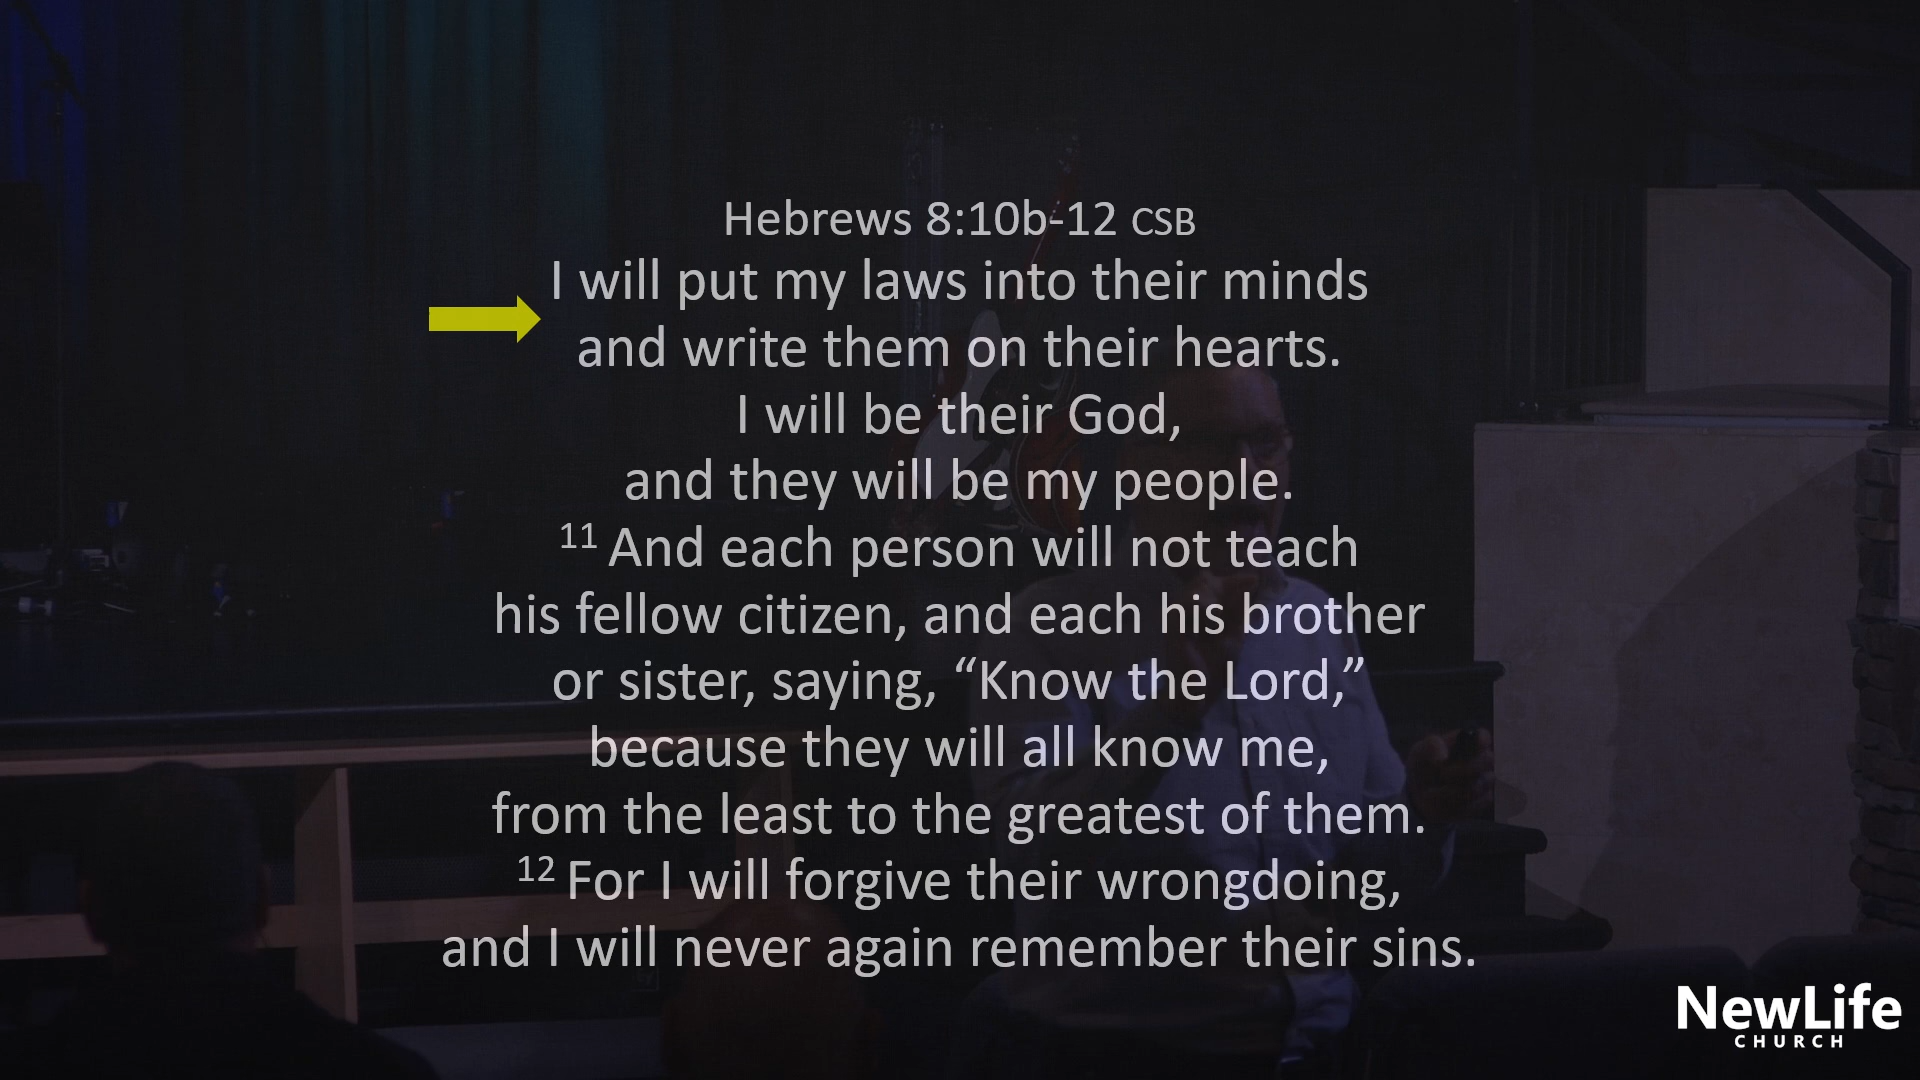 Hebrews 8:10b-12 CSB
I will put my laws into their minds
and write them on their hearts.
I will be their God,
and they will be my people.
11 And each person will not teach
his fellow citizen, and each his brother
or sister, saying, “Know the Lord,”
because they will all know me,
from the least to the greatest of them.
12 For I will forgive their wrongdoing,
and I will never again remember their sins.
NewLife
CHURCH